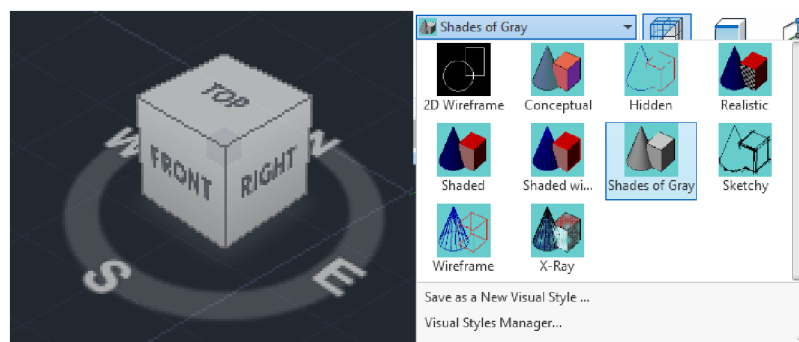 TOP
FRONT
RIGHT
W
N
S
E
Shades of Gray
2D Wireframe
Conceptual
Hidden
Realistic
Shaded
Shaded wi...
Shades of Gray
Sketchy
Wireframe
X-Ray
Save as a New Visual Style ...
Visual Styles Manager...